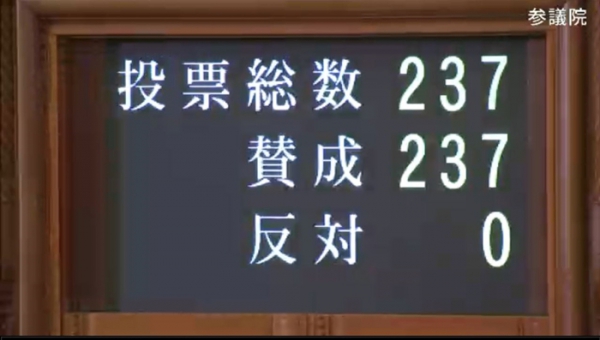 参議院
投票総数 237
賛成 237
反対 0